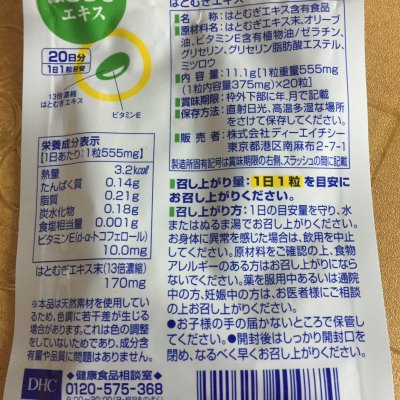 はとむぎ
エキス
20日分
1日1粒目安
13倍濃縮
はとむぎエキス
ビタミンE
栄養成分表示
[1日あたり:1粒555mg]
熱量 3.2kcal
たんぱく質 0.14g
脂質 0.21g
炭水化物 0.18g
食塩相当量 0.001g
ビタミンE(d-α-トコフェロール)
10.0mg
はとむぎエキス末(13倍濃縮)
170mg
※本品は天然素材を使用している
ため、色調に若干差が生じる
場合があります。これは色の調整
をしていないためであり、成分含
有量や品質に問題はありません。
はとむぎエキス
名 称:はとむぎエキス含有食品
原材料名:はとむぎエキス末、オリーブ
油、ビタミンE含有植物油/ゼラチン、
グリセリン、グリセリン脂肪酸エステル、
ミツロウ
内 容 量:11.1g[1粒重量555mg
(1粒内容量375mg)×20粒]
賞味期限:枠外下部に年、月で記載
保存方法:直射日光、高温多湿な場所
をさけて保存してください。
販 売 者:株式会社ディーエイチシー
東京都港区南麻布2-7-1
製造所固有記号は賞味期限の右側、スラッシュの隣に記載
●召し上がり量:1日1粒を目安に
お召し上がりください。
●召し上がり方:1日の目安量を守り、水
またはぬるま湯でお召し上がりください。
●お身体に異常を感じた場合は、飲用を中止
してください。●原材料をご確認の上、食物
アレルギーのある方はお召し上がりになら
ないでください。●薬を服用中あるいは通院
中の方、妊娠中の方は、お医者様にご相談
の上お召し上がりください。
●お子様の手の届かないところで保管し
てください。●開封後はしっかり開封口を
閉め、なるべく早くお召し上がりください。
DHC
◆健康食品相談室◆
0120-575-368